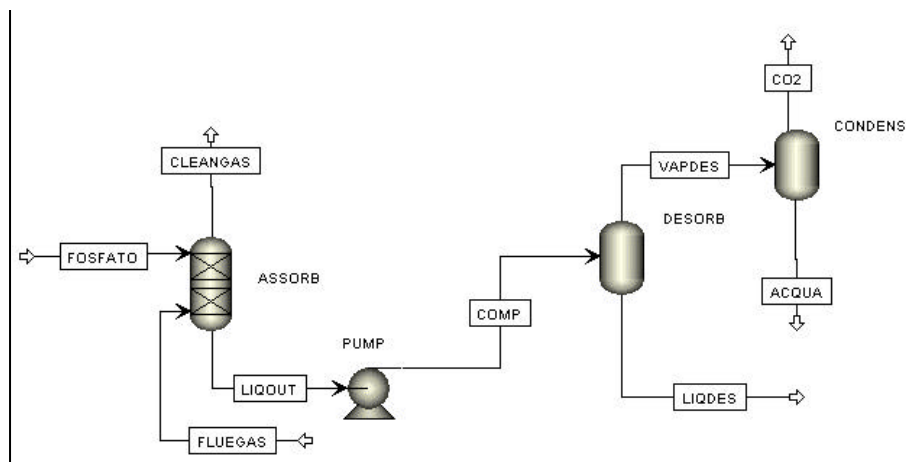 CO2
CONDENS
CLEANGAS
VAPDES
DESORB
FOSFATO
ASSORB
ACQUA
COMP
PUMP
LIQOUT
LIQDES
FLUEGAS